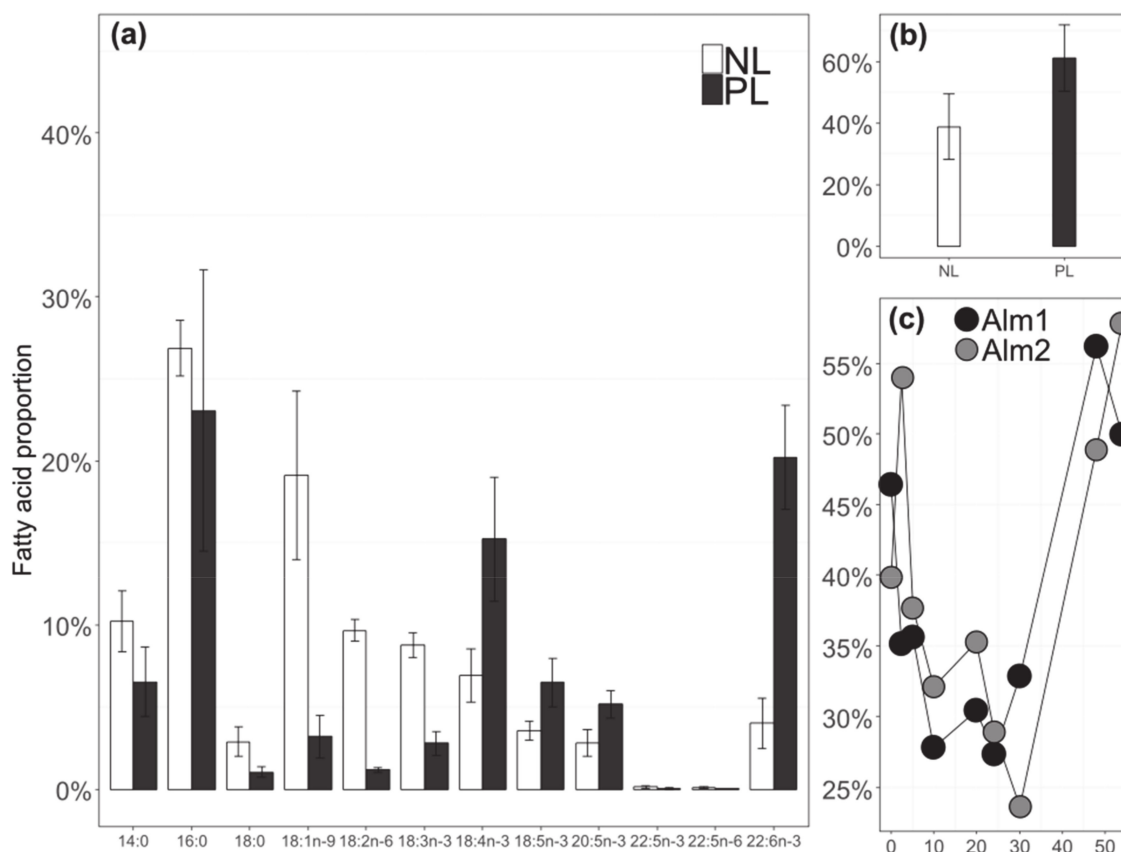 (a)
NL
PL
40%
30%
20%
10%
0%
Fatty acid proportion
14:0 16:0 18:0 18:1n-9 18:2n-6 18:3n-3 18:4n-3 18:5n-3 20:5n-3 22:5n-3 22:5n-6 22:6n-3
(b)
60%
40%
20%
0%
NL PL
(c)
Alm1
Alm2
55%
50%
45%
40%
35%
30%
25%
0 10 20 30 40 50